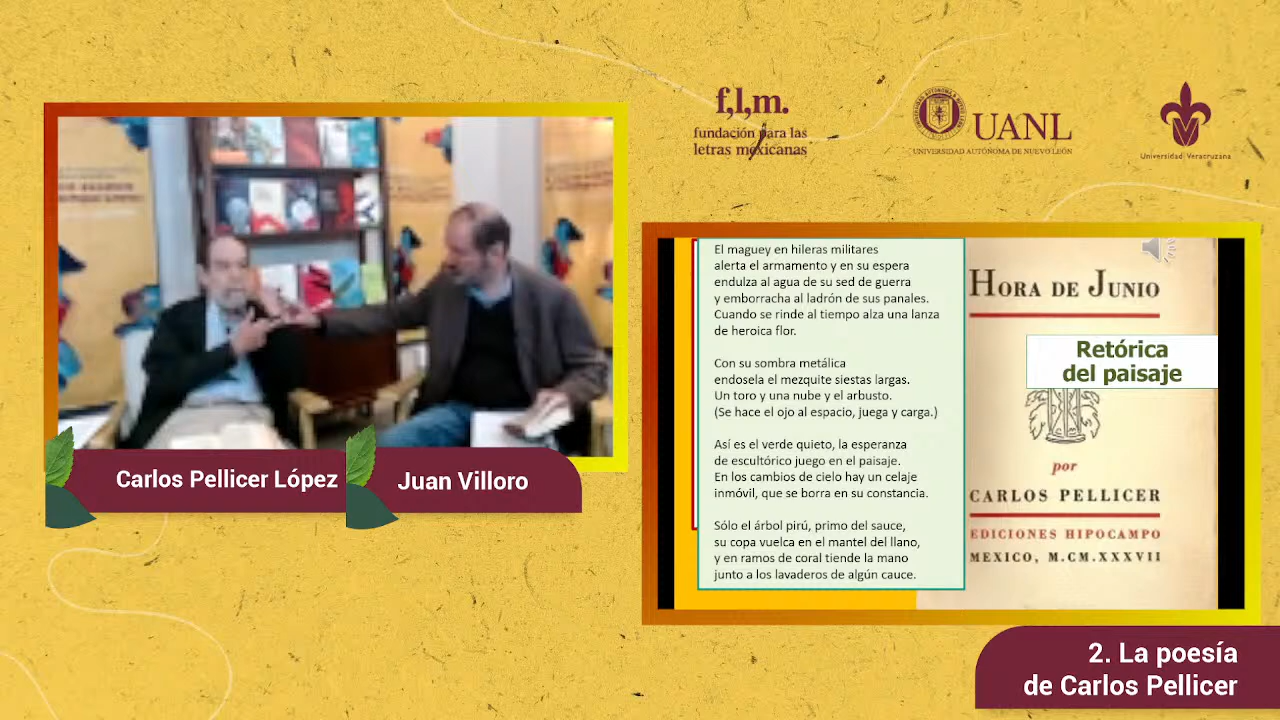 f,l,m.
fundación para las
letras mexicanas
UANL
UNIVERSIDAD AUTÓNOMA DE NUEVO LEÓN
Universidad Veracruzana
El maguey en hileras militares
alerta el armamento y en su espera
endulza al agua de su sed de guerra
y emborracha al ladrón de sus panales.
Cuando se rinde al tiempo alza una lanza
de heroica flor.
Con su sombra metálica
endosela el mezquite siestas largas.
Un toro y una nube y el arbusto.
(Se hace el ojo al espacio, juega y carga.)
Así es el verde quieto, la esperanza
de escultórico juego en el paisaje.
En los cambios de cielo hay un celaje
inmóvil, que se borra en su constancia.
Sólo el árbol pirú, primo del sauce,
su copa vuelca en el mantel del llano,
y en ramos de coral tiende la mano
junto a los lavaderos de algún cauce.
HORA DE JUNIO
Retórica
del paisaje
por
CARLOS PELLICER
EDICIONES HIPOCAMPO
MEXICO, M.CM.XXXVII
Carlos Pellicer López
Juan Villoro
2. La poesía
de Carlos Pellicer